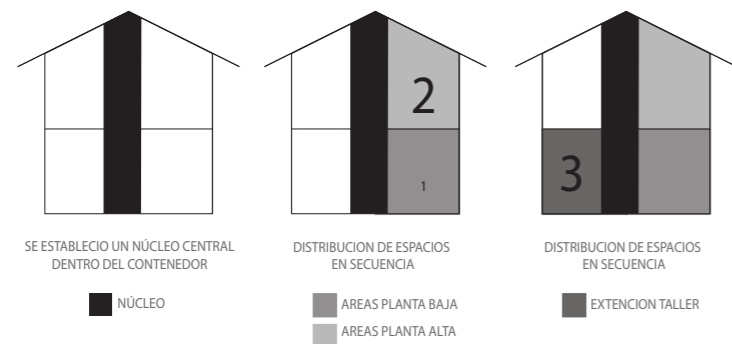 2
1
3
SE ESTABLECIO UN NÚCLEO CENTRAL
DENTRO DEL CONTENEDOR
NÚCLEO
DISTRIBUCION DE ESPACIOS
EN SECUENCIA
AREAS PLANTA BAJA
AREAS PLANTA ALTA
DISTRIBUCION DE ESPACIOS
EN SECUENCIA
EXTENCION TALLER